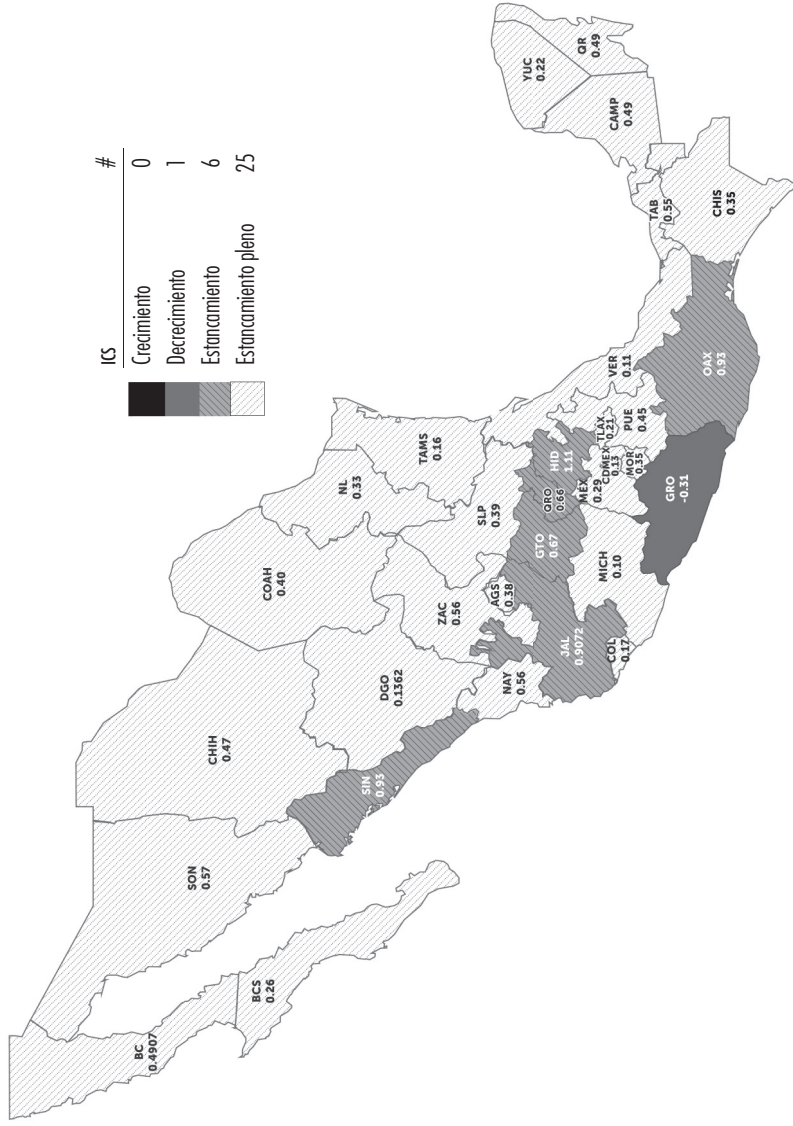 ICS #
Crecimiento 0
Decrecimiento 1
Estancamiento 6
Estancamiento pleno 25
BC
0.4907
BCS
0.26
SON
0.57
CHIH
0.47
COAH
0.40
NL
0.33
TAMS
0.16
SIN
0.93
DGO
0.1362
ZAC
0.56
SLP
0.39
NAY
0.56
AGS
0.38
JAL
0.9072
COL
0.17
GTO
0.67
QRO
0.66
HID
1.11
MICH
0.10
MEX
0.29
CDMEX
0.13
TLAX
0.21
MOR
0.35
PUE
0.45
VER
0.11
GRO
-0.31
OAX
0.93
TAB
0.55
CHIS
0.35
CAMP
0.49
YUC
0.22
QR
0.49